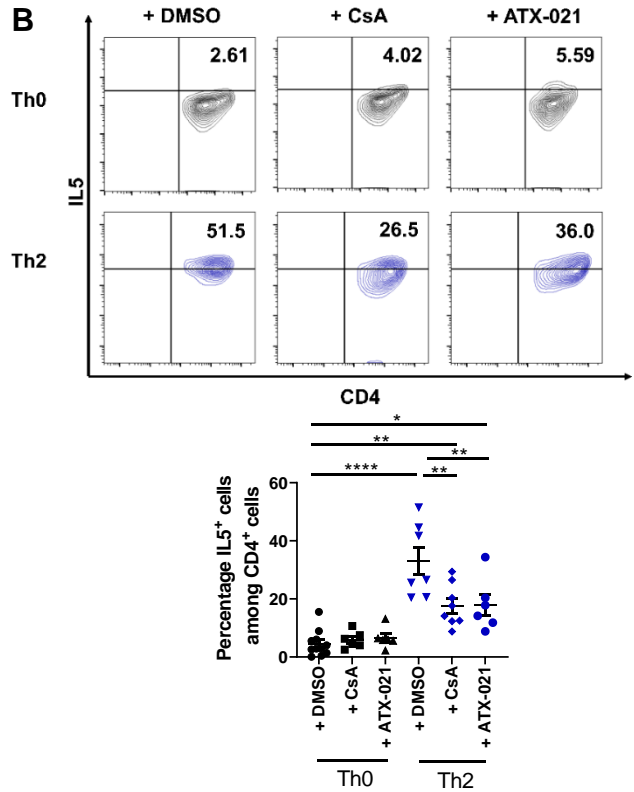 B
+ DMSO + CsA + ATX-021
Th0 2.61 4.02 5.59
IL5
Th2 51.5 26.5 36.0
CD4
*
**
**
**** **
Percentage IL5+ cells
among CD4+ cells
60
40
20
0
+ DMSO + CsA + ATX-021 + DMSO + CsA + ATX-021
Th0 Th2